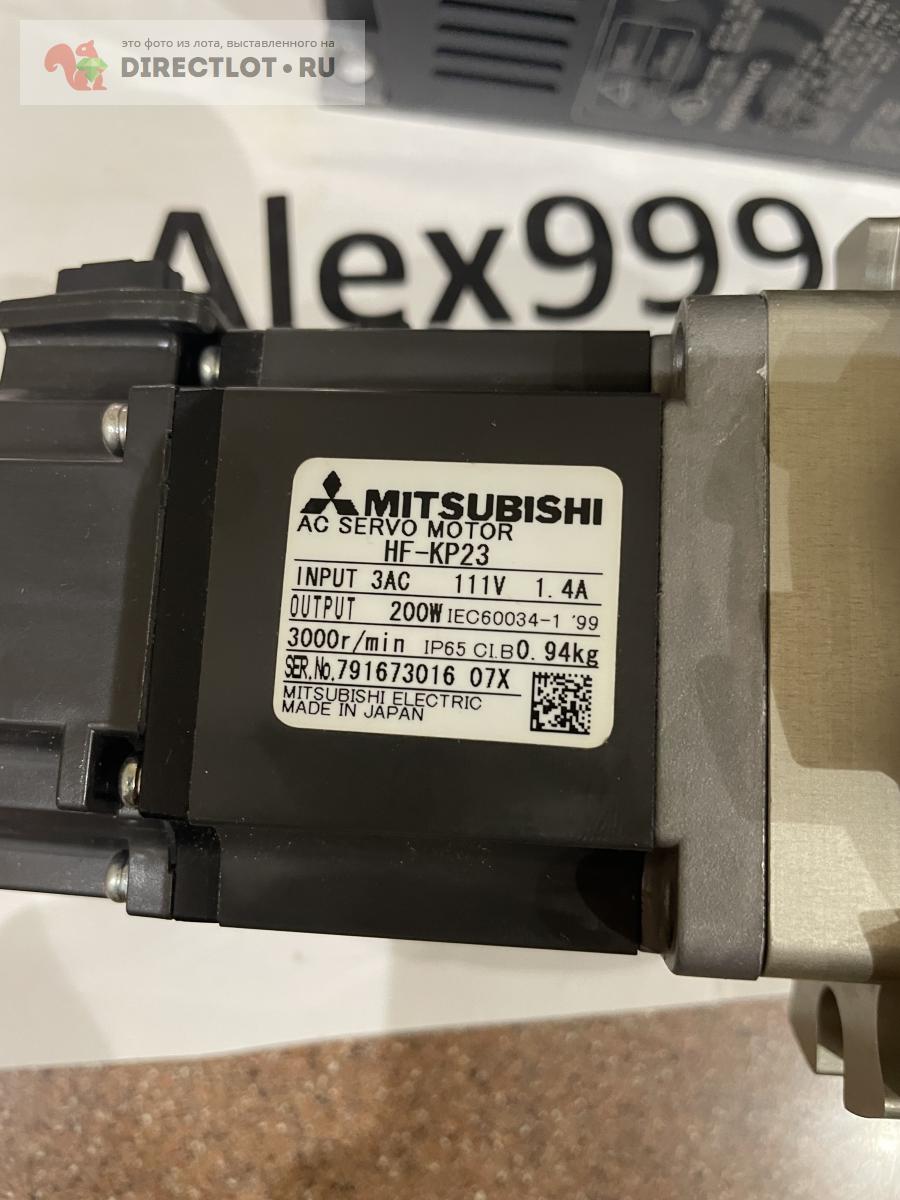 это фото из лота, выставленного на
DIRECTLOT•RU
Alex999
MITSUBISHI
AC SERVO MOTOR
HF-KP23
INPUT 3AC 111V 1.4A
OUTPUT 200W IEC60034-1 '99
3000r/min IP65 CI.B 0.94kg
SER.No.791673016 07X
MITSUBISHI ELECTRIC
MADE IN JAPAN